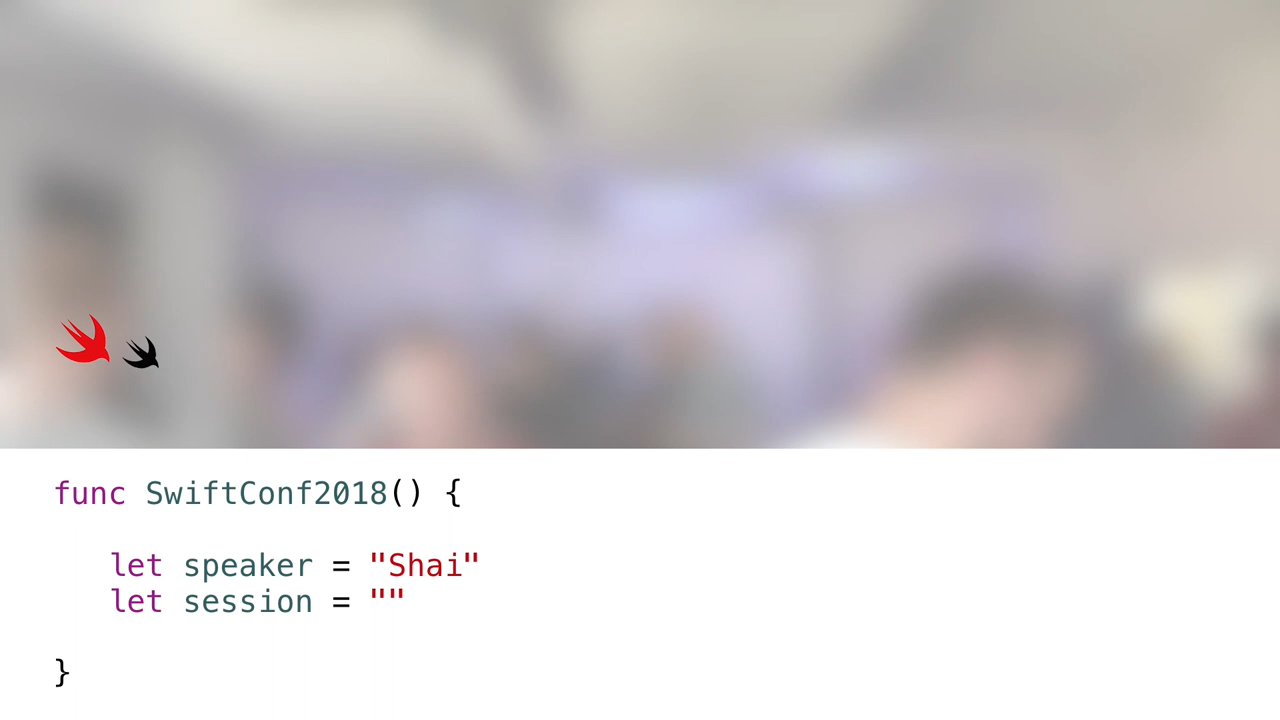 func SwiftConf2018() {
let speaker = "Shai"
let session = ""
}